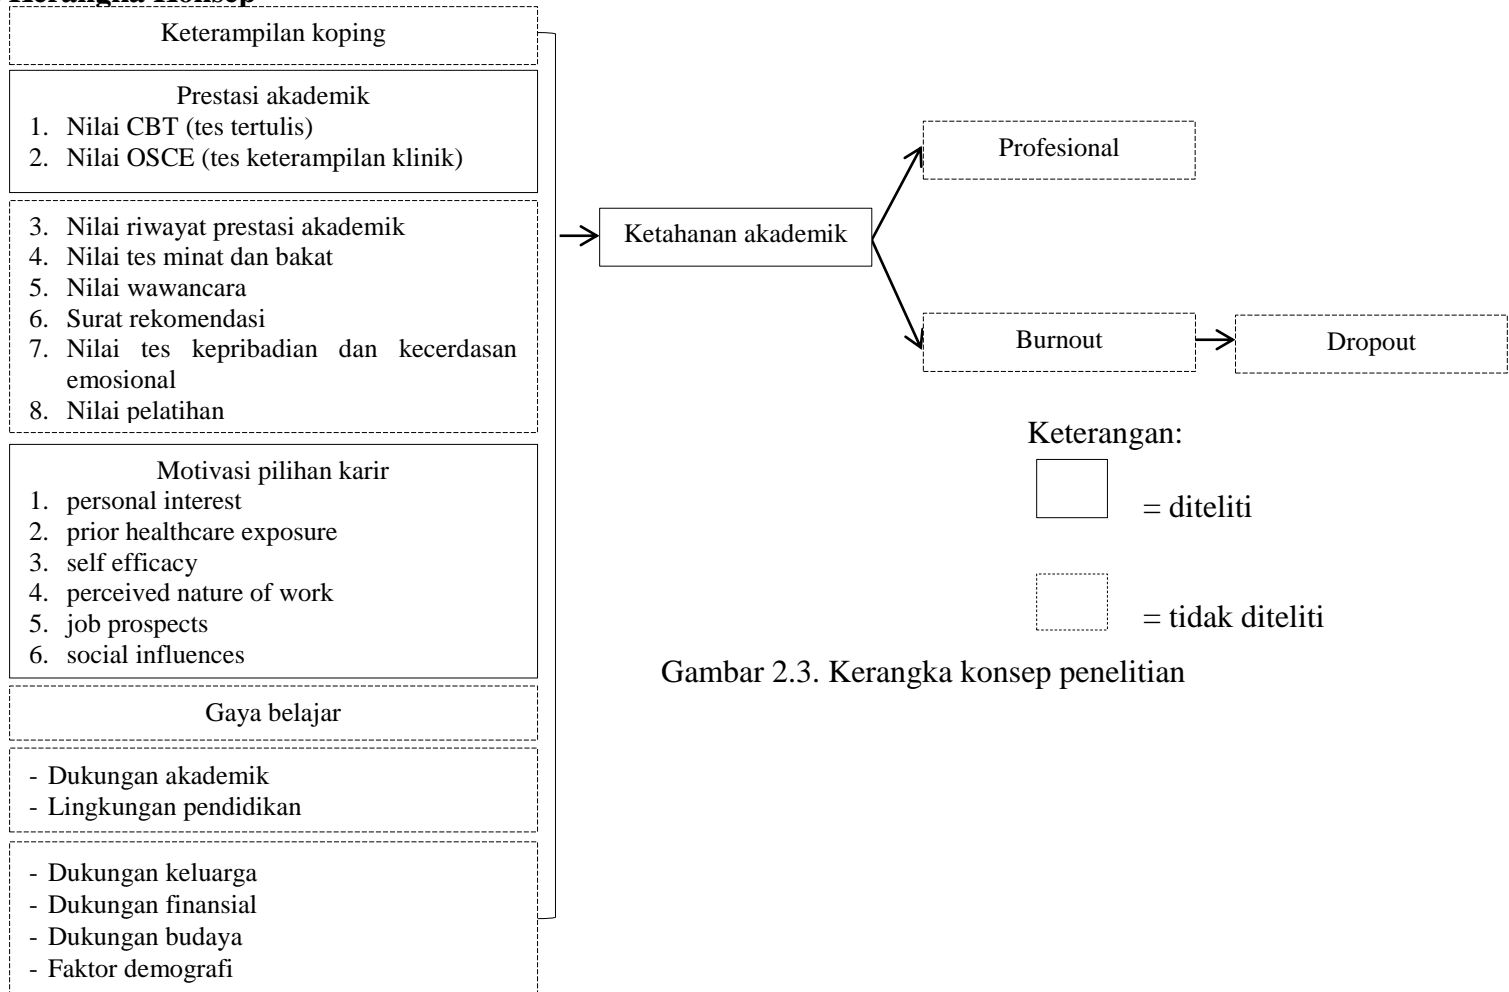 Kerangka Konsep
Keterampilan koping
Prestasi akademik
1. Nilai CBT (tes tertulis)
2. Nilai OSCE (tes keterampilan klinik)
3. Nilai riwayat prestasi akademik
4. Nilai tes minat dan bakat
5. Nilai wawancara
6. Surat rekomendasi
7. Nilai tes kepribadian dan kecerdasan
emosional
8. Nilai pelatihan
Motivasi pilihan karir
1. personal interest
2. prior healthcare exposure
3. self efficacy
4. perceived nature of work
5. job prospects
6. social influences
Gaya belajar
- Dukungan akademik
- Lingkungan pendidikan
- Dukungan keluarga
- Dukungan finansial
- Dukungan budaya
- Faktor demografi
Ketahanan akademik
Profesional
Burnout
Dropout
Keterangan:
= diteliti
= tidak diteliti
Gambar 2.3. Kerangka konsep penelitian